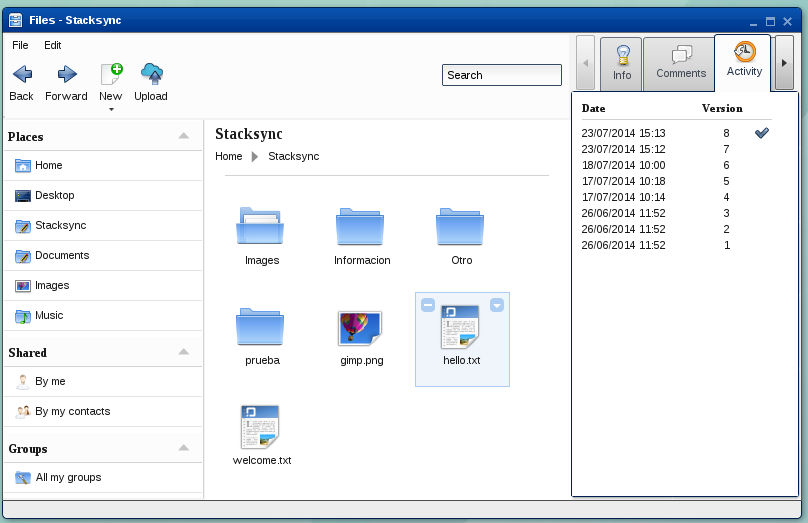 Files - Stacksync
File Edit
Back Forward New Upload
Search
Info Comments Activity
Places
Home
Desktop
Stacksync
Documents
Images
Music
Shared
By me
By my contacts
Groups
All my groups
Stacksync
Home Stacksync
Images Informacion Otro
prueba gimp.png hello.txt
welcome.txt
Date Version
23/07/2014 15:13 8
23/07/2014 15:12 7
18/07/2014 10:00 6
17/07/2014 10:18 5
17/07/2014 10:14 4
26/06/2014 11:52 3
26/06/2014 11:52 2
26/06/2014 11:52 1